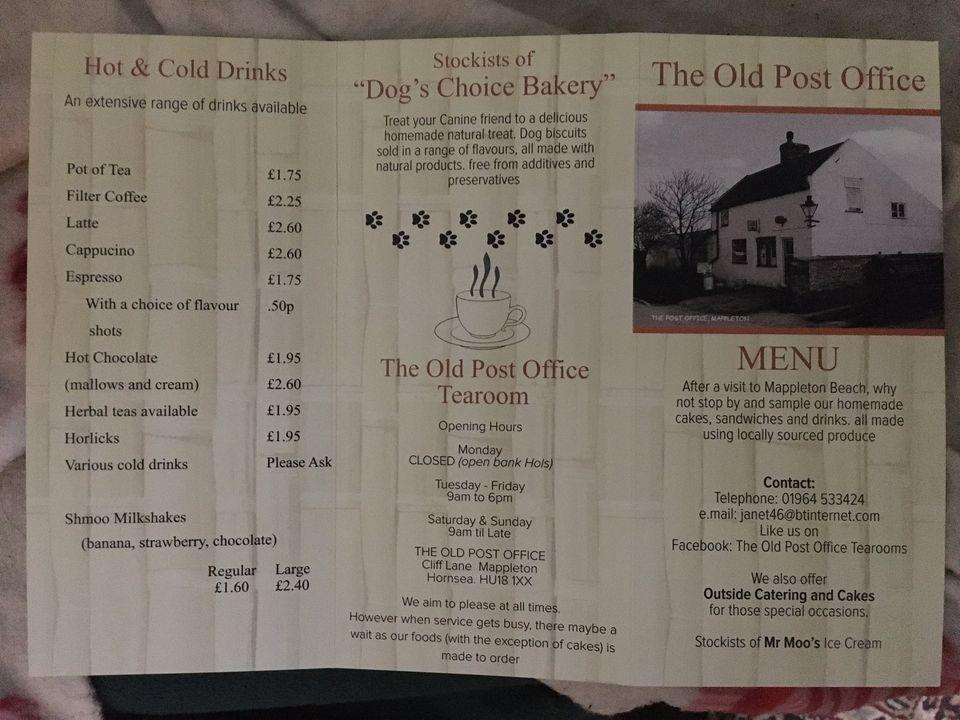 Hot & Cold Drinks
An extensive range of drinks available
Pot of Tea £1.75
Filter Coffee £2.25
Latte £2.60
Cappucino £2.60
Espresso £1.75
With a choice of flavour .50p
shots
Hot Chocolate £1.95
(mallows and cream) £2.60
Herbal teas available £1.95
Horlicks £1.95
Various cold drinks Please Ask
Shmoo Milkshakes
(banana, strawberry, chocolate)
Regular Large
£1.60 £2.40
Stockists of
“Dog's Choice Bakery”
Treat your Canine friend to a delicious
homemade natural treat. Dog biscuits
sold in a range of flavours, all made with
natural products. free from additives and
preservatives
The Old Post Office
Tearoom
Opening Hours
Monday
CLOSED (open bank Hols)
Tuesday - Friday
9am to 6pm
Saturday & Sunday
9am til Late
THE OLD POST OFFICE
Cliff Lane Mappleton
Hornsea. HU18 1XX
We aim to please at all times.
However when service gets busy, there maybe a
wait as our foods (with the exception of cakes) is
made to order
The Old Post Office
THE POST OFFICE, MAPPLETON
MENU
After a visit to Mappleton Beach, why
not stop by and sample our homemade
cakes, sandwiches and drinks. all made
using locally sourced produce
Contact:
Telephone: 01964 533424
e.mail: janet46@btinternet.com
Like us on
Facebook: The Old Post Office Tearooms
We also offer
Outside Catering and Cakes
for those special occasions.
Stockists of Mr Moo's Ice Cream